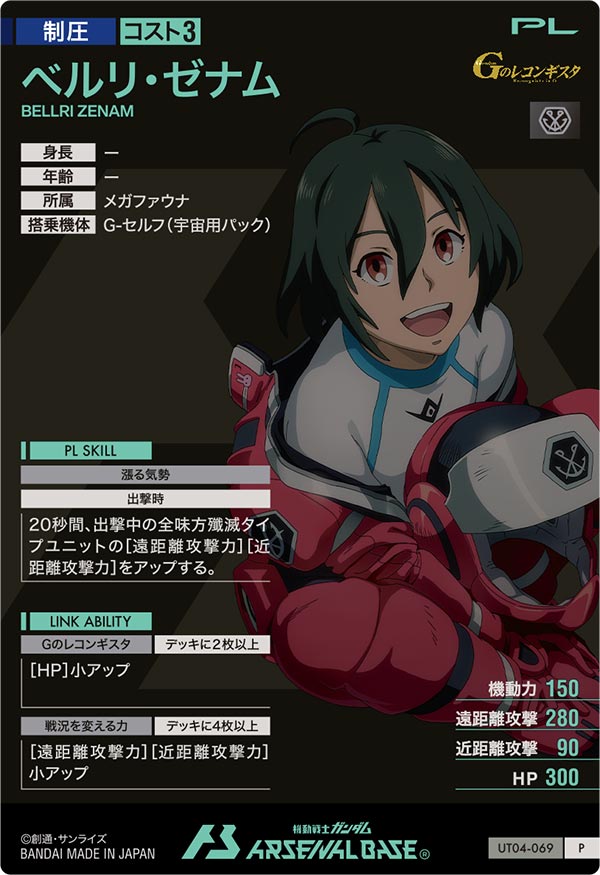 制圧 コスト3 PL
ベルリ・ゼナム
BELLRI ZENAM
Gのレコンギスタ
身長 ―
年齢 ―
所属 メガファウナ
搭乗機体 G-セルフ(宇宙用パック)
PL SKILL
漲る気勢
出撃時
20秒間、出撃中の全味方殲滅タイ
プユニットの[遠距離攻撃力][近
距離攻撃力]をアップする。
LINK ABILITY
Gのレコンギスタ デッキに2枚以上
[HP]小アップ
戦況を変える力 デッキに4枚以上
[遠距離攻撃力][近距離攻撃力]
小アップ
機動力 150
遠距離攻撃 280
近距離攻撃 90
HP 300
©創通・サンライズ
BANDAI MADE IN JAPAN
機動戦士ガンダム
ARSENAL BASE®
UT04-069 P